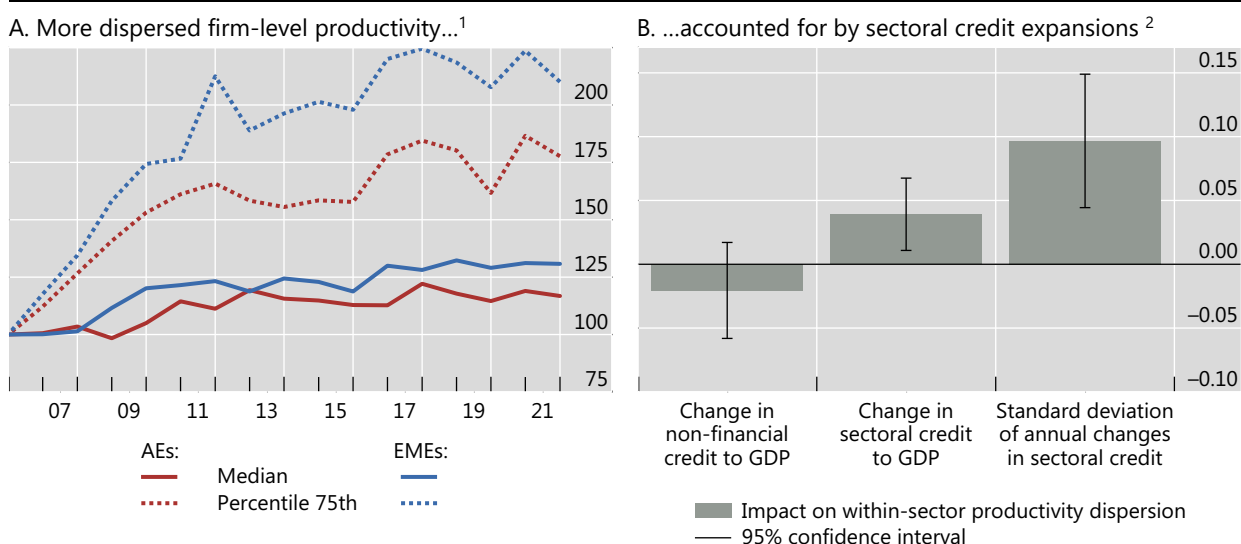 A. More dispersed firm-level productivity…1
200
175
150
125
100
75
07 09 11 13 15 17 19 21
AEs: EMEs:
Median
Percentile 75th
B. …accounted for by sectoral credit expansions 2
0.15
0.10
0.05
0.00
–0.05
–0.10
Change in
non-financial
credit to GDP
Change in
sectoral credit
to GDP
Standard deviation
of annual changes
in sectoral credit
Impact on within-sector productivity dispersion
95% confidence interval